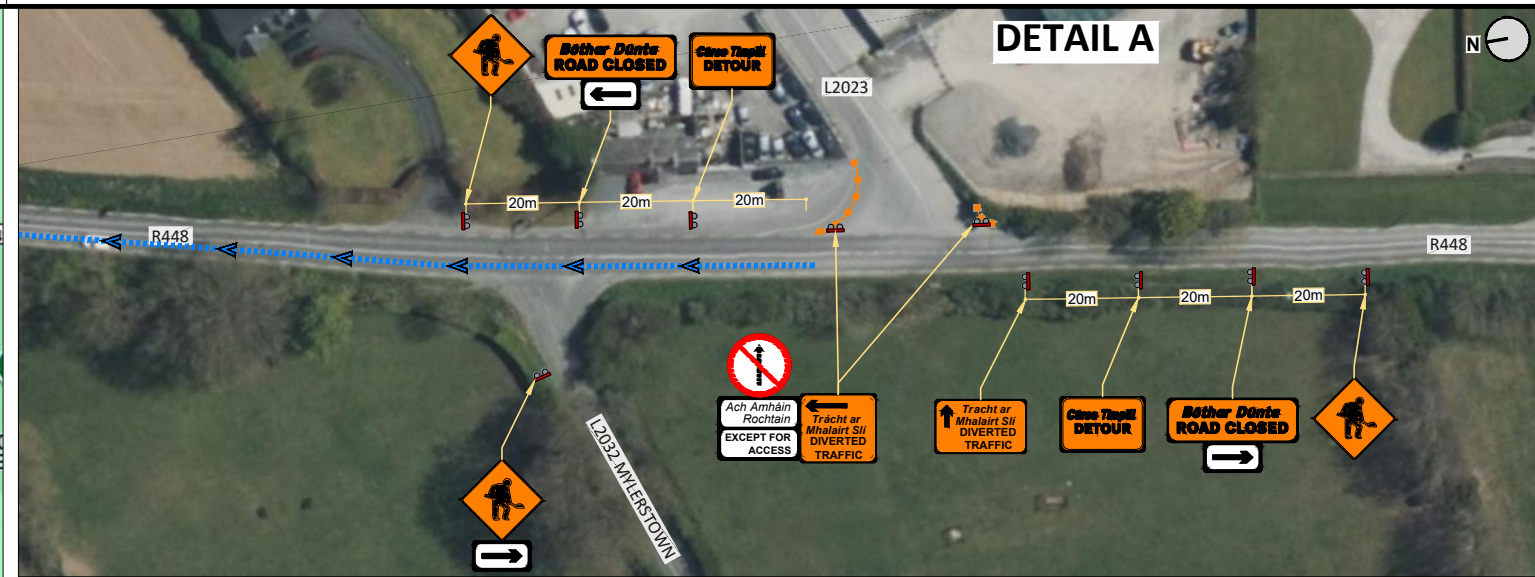 DETAIL A
N
Bóthar Dúnta
ROAD CLOSED
Cúrsa Timpill
DETOUR
L2023
20m
20m
20m
R448
R448
20m
20m
20m
Ach Amháin
Rochtain
EXCEPT FOR
ACCESS
Trácht ar
Mhalairt Slí
DIVERTED
TRAFFIC
Tracht ar
Mhalairt Slí
DIVERTED
TRAFFIC
Cúrsa Timpill
DETOUR
Bóthar Dúnta
ROAD CLOSED
L2032 MYLERSTOWN